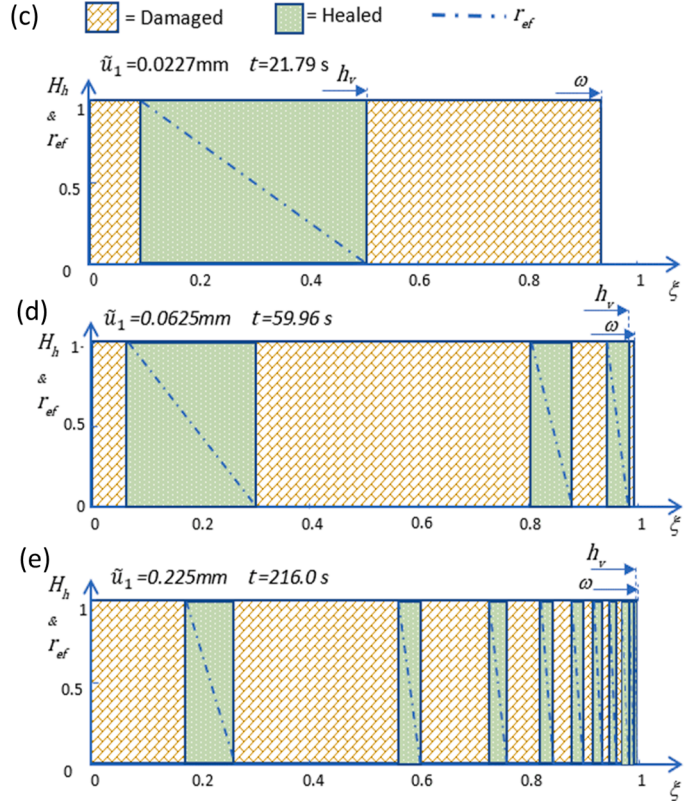 (c) = Damaged = Healed r_ef
ũ₁ =0.0227mm t=21.79 s
h_v ω
H_h
&
r_ef
1
0.5
0
0 0.2 0.4 0.6 0.8 1 ξ
(d) ũ₁ =0.0625mm t=59.96 s
h_v
ω
H_h
&
r_ef
1
0.5
0
0 0.2 0.4 0.6 0.8 1 ξ
(e) ũ₁ =0.225mm t=216.0 s
h_v
ω
H_h
&
r_ef
1
0.5
0
0 0.2 0.4 0.6 0.8 1 ξ